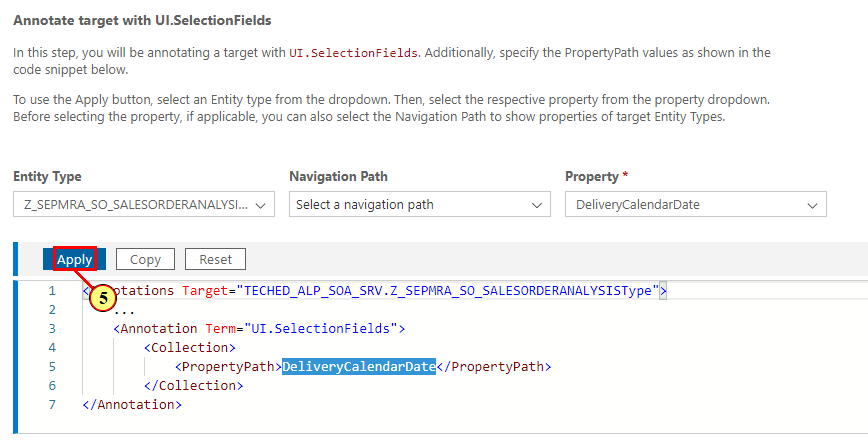 Annotate target with UI.SelectionFields
In this step, you will be annotating a target with UI.SelectionFields. Additionally, specify the PropertyPath values as shown in the
code snippet below.
To use the Apply button, select an Entity type from the dropdown. Then, select the respective property from the property dropdown.
Before selecting the property, if applicable, you can also select the Navigation Path to show properties of target Entity Types.
Entity Type Navigation Path Property *
Z_SEPMRA_SO_SALESORDERANALYSI... Select a navigation path DeliveryCalendarDate
Apply Copy Reset
5
1 <   otations Target="TECHED_ALP_SOA_SRV.Z_SEPMRA_SO_SALESORDERANALYSISType">
2 ...
3 <Annotation Term="UI.SelectionFields">
4 <Collection>
5 <PropertyPath>DeliveryCalendarDate</PropertyPath>
6 </Collection>
7 </Annotation>